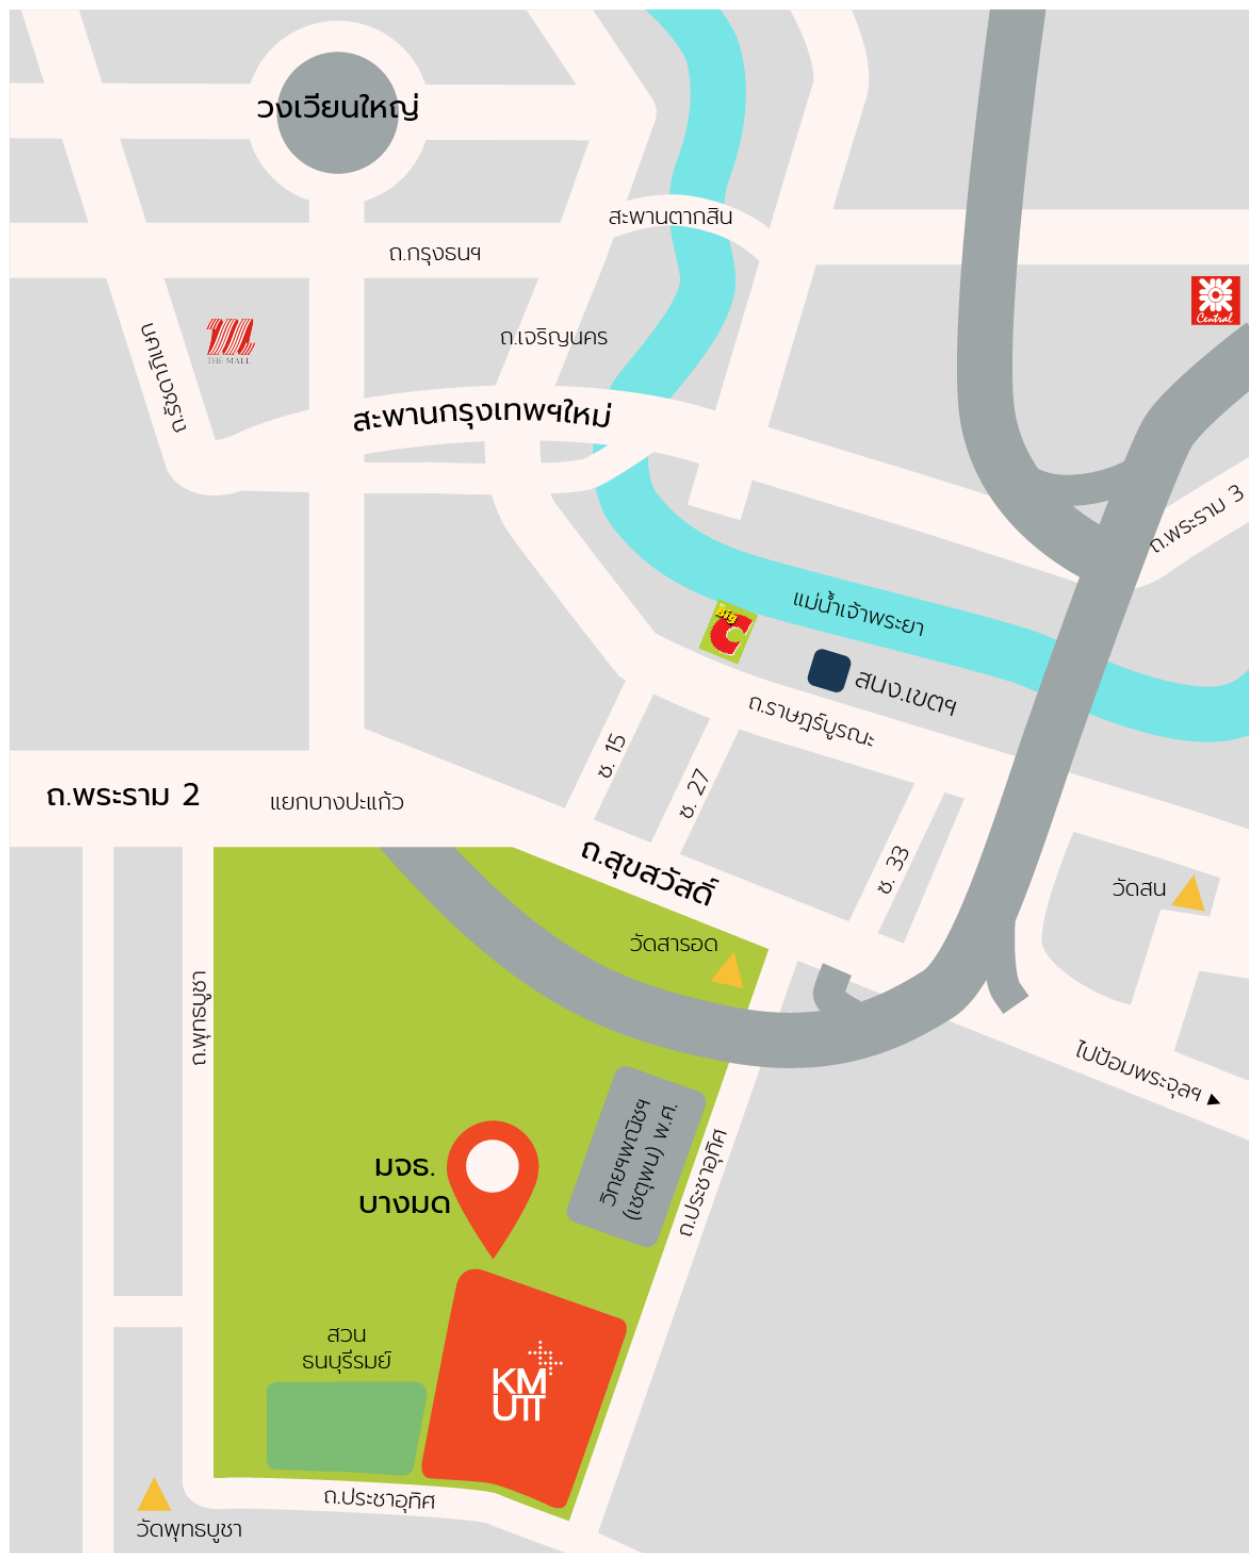 วงเวียนใหญ่
สะพานตากสิน
ถ.กรุงธนฯ
Central
ถ.เจริญนคร
THE MALL
ถ.รัชดาภิเษก
สะพานกรุงเทพฯใหม่
ถ.พระราม 3
แม่น้ำเจ้าพระยา
Big C
สนง.เขตฯ
ถ.ราษฎร์บูรณะ
ซ. 15
ซ. 27
ถ.พระราม 2
แยกบางปะแก้ว
ถ.สุขสวัสดิ์
ซ. 33
วัดสน
วัดสารอด
ถ.พุทธบูชา
ไปป้อมพระจุลฯ
วิทยฯพณิชฯ
(เชตุพน) พ.ศ.
ถ.ประชาอุทิศ
มจธ.
บางมด
สวน
ธนบุรีรมย์
KM
UTT
ถ.ประชาอุทิศ
วัดพุทธบูชา